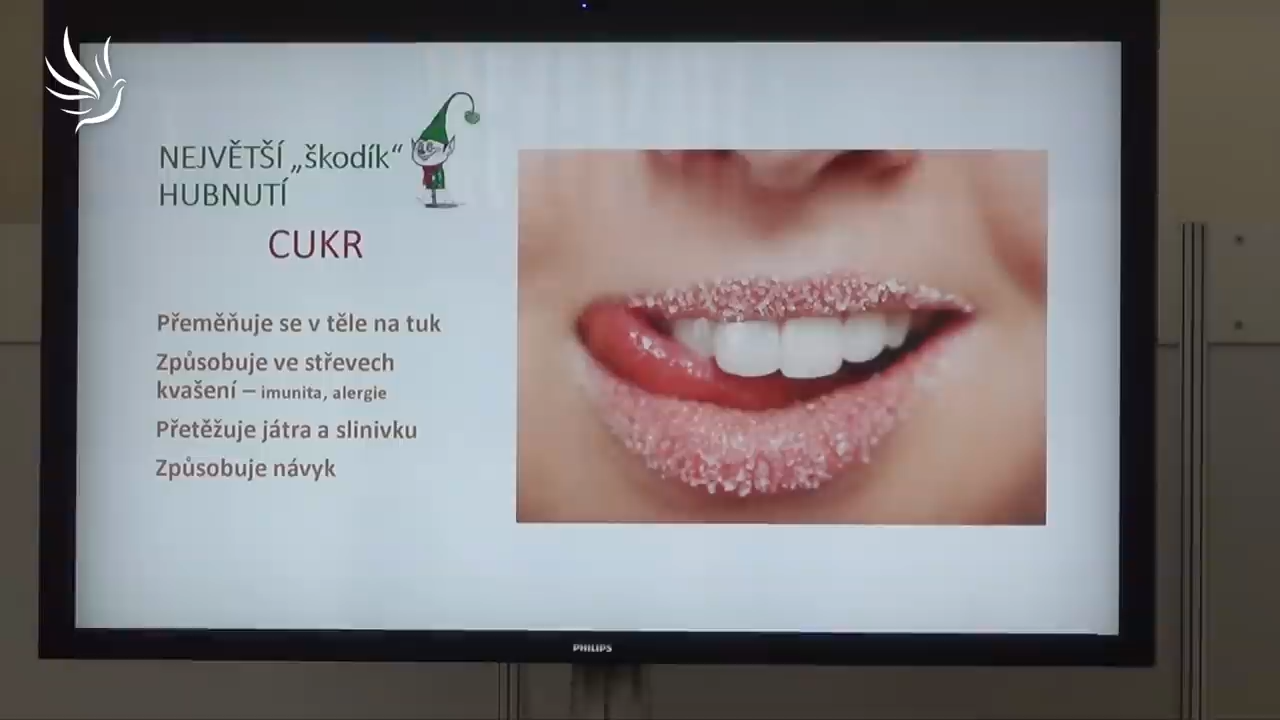 NEJVĚTŠÍ „škodík“
HUBNUTÍ
CUKR
Přeměňuje se v těle na tuk
Způsobuje ve střevech
kvašení – imunita, alergie
Přetěžuje játra a slinivku
Způsobuje návyk
PHILIPS